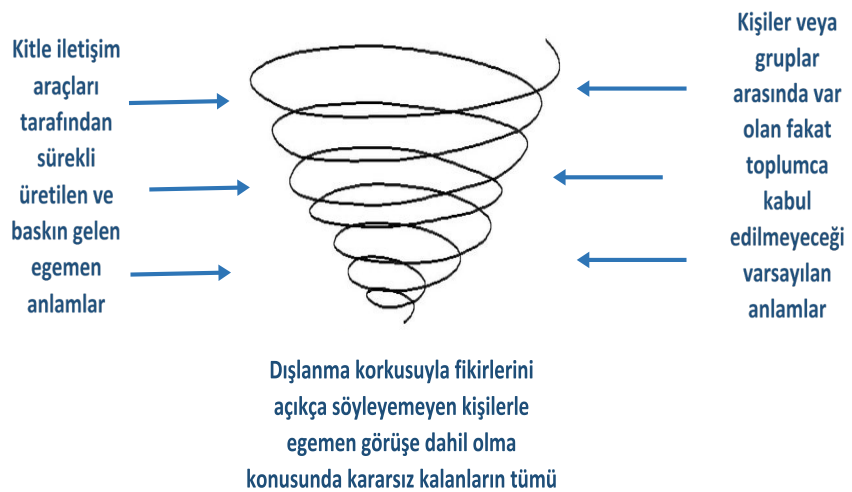 Kitle iletişim
araçları
tarafından
sürekli
üretilen ve
baskın gelen
egemen
anlamlar
Kişiler veya
gruplar
arasında var
olan fakat
toplumca
kabul
edilmeyeceği
varsayılan
anlamlar
Dışlanma korkusuyla fikirlerini
açıkça söyleyemeyen kişilerle
egemen görüşe dahil olma
konusunda kararsız kalanların tümü